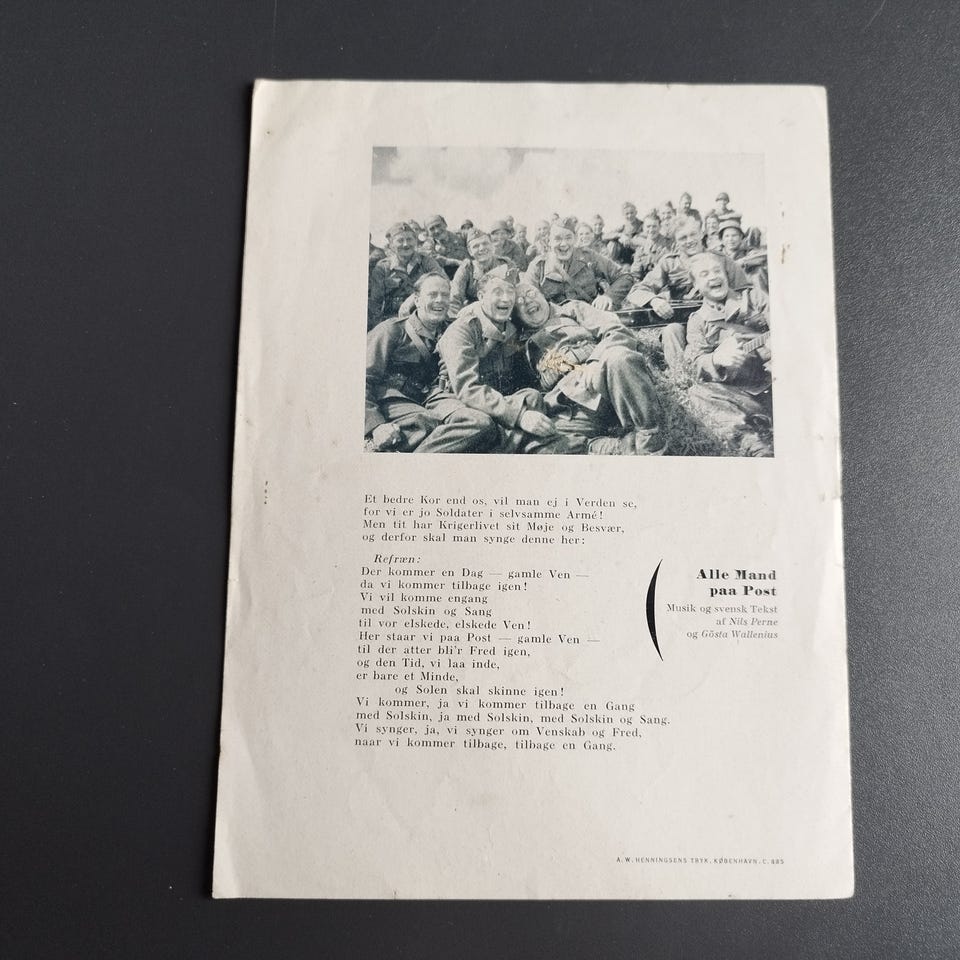 Et bedre Kor end os, vil man ej i Verden se,
for vi er jo Soldater i selvsamme Armé!
Men tit har Krigerlivet sit Møje og Besvær,
og derfor skal man synge denne her:
Refræn:
Der kommer en Dag — gamle Ven —
da vi kommer tilbage igen!
Vi vil komme engang
med Solskin og Sang
til vor elskede, elskede Ven!
Her staar vi paa Post — gamle Ven —
til der atter bli'r Fred igen,
og den Tid, vi laa inde,
er bare et Minde,
og Solen skal skinne igen!
Vi kommer, ja vi kommer tilbage en Gang
med Solskin, ja med Solskin, med Solskin og Sang.
Vi synger, ja, vi synger om Venskab og Fred,
naar vi kommer tilbage, tilbage en Gang.
Alle Mand
paa Post
Musik og svensk Tekst
af Nils Perne
og Gösta Wallenius
A. W. HENNINGSENS TRYK, KØBENHAVN. C. 885